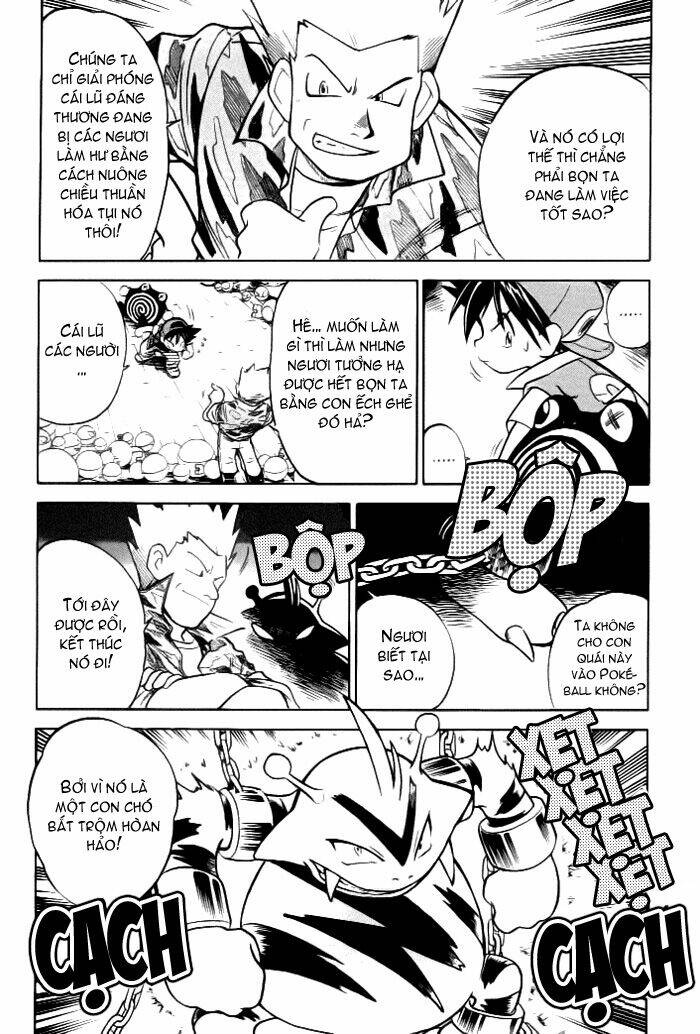 CHÚNG TA
CHỈ GIẢI PHÓNG
CÁI LŨ ĐÁNG
THƯƠNG ĐANG
BỊ CÁC NGƯƠI
LÀM HƯ BẰNG
CÁCH NUÔNG
CHIỀU THUẦN
HÓA TỤI NÓ
THÔI!
VÀ NÓ CÓ LỢI
THẾ THÌ CHẲNG
PHẢI BỌN TA
ĐANG LÀM VIỆC
TỐT SAO?
CÁI LŨ
CÁC NGƯỜI
...
HÊ... MUỐN LÀM
GÌ THÌ LÀM NHƯNG
NGƯƠI TƯỞNG HẠ
ĐƯỢC HẾT BỌN TA
BẰNG CON ẾCH GHẺ
ĐÓ HẢ?
......
......
BỘP
BỘP
TỚI ĐÂY
ĐƯỢC RỒI,
KẾT THÚC
NÓ ĐI!
NGƯƠI
BIẾT TẠI
SAO...
TA KHÔNG
CHO CON
QUÁI NÀY
VÀO POKÉ-
BALL KHÔNG?
BỞI VÌ NÓ LÀ
MỘT CON CHÓ
BẮT TRỘM HOÀN
HẢO!
XẸT
XẸT
XẸT
XẸT
XẸT
CẠCH
CẠCH